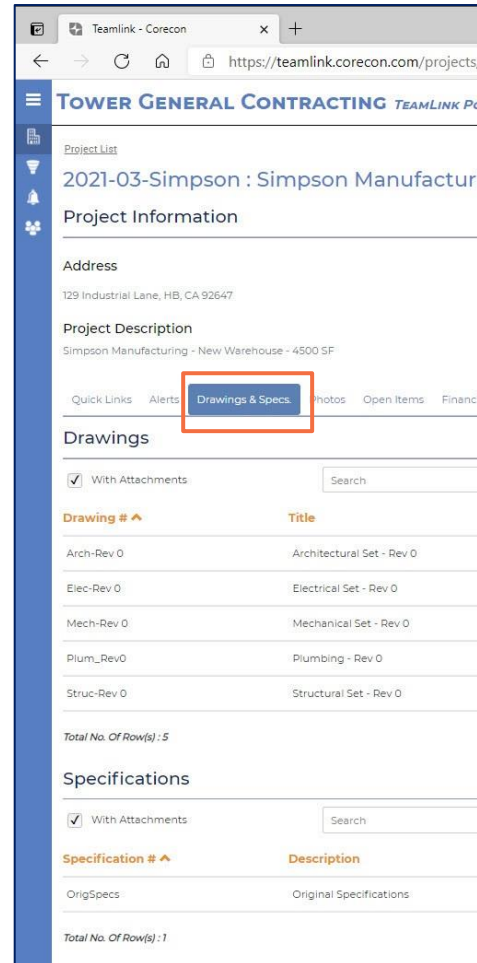 Teamlink - Corecon
https://teamlink.corecon.com/projects
TOWER GENERAL CONTRACTING TEAMLINK
Project List
2021-03-Simpson : Simpson Manufactur
Project Information
Address
129 Industrial Lane, HB, CA 92647
Project Description
Simpson Manufacturing - New Warehouse - 4500 SF
Quick Links Alerts Drawings & Specs. Photos Open Items Financ
Drawings
With Attachments Search
Drawing # Title
Arch-Rev 0 Architectural Set - Rev 0
Elec-Rev 0 Electrical Set - Rev 0
Mech-Rev 0 Mechanical Set - Rev 0
Plum_Rev0 Plumbing - Rev 0
Struc-Rev 0 Structural Set - Rev 0
Total No. Of Row(s) : 5
Specifications
With Attachments Search
Specification # Description
OrigSpecs Original Specifications
Total No. Of Row(s) : 1